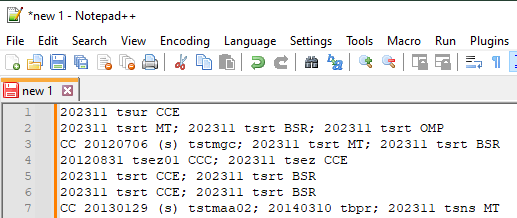 *new 1 - Notepad++
File Edit Search View Encoding Language Settings Tools Macro Run Plugins
new 1
1 202311 tsur CCE
2 202311 tsrt MT; 202311 tsrt BSR; 202311 tsrt OMP
3 CC 20120706 (s) tstmgc; 202311 tsrt MT; 202311 tsrt BSR
4 20120831 tsez01 CCC; 202311 tsez CCE
5 202311 tsrt CCE; 202311 tsrt BSR
6 202311 tsrt CCE; 202311 tsrt BSR
7 CC 20130129 (s) tstmaa02; 20140310 tbpr; 202311 tsns MT